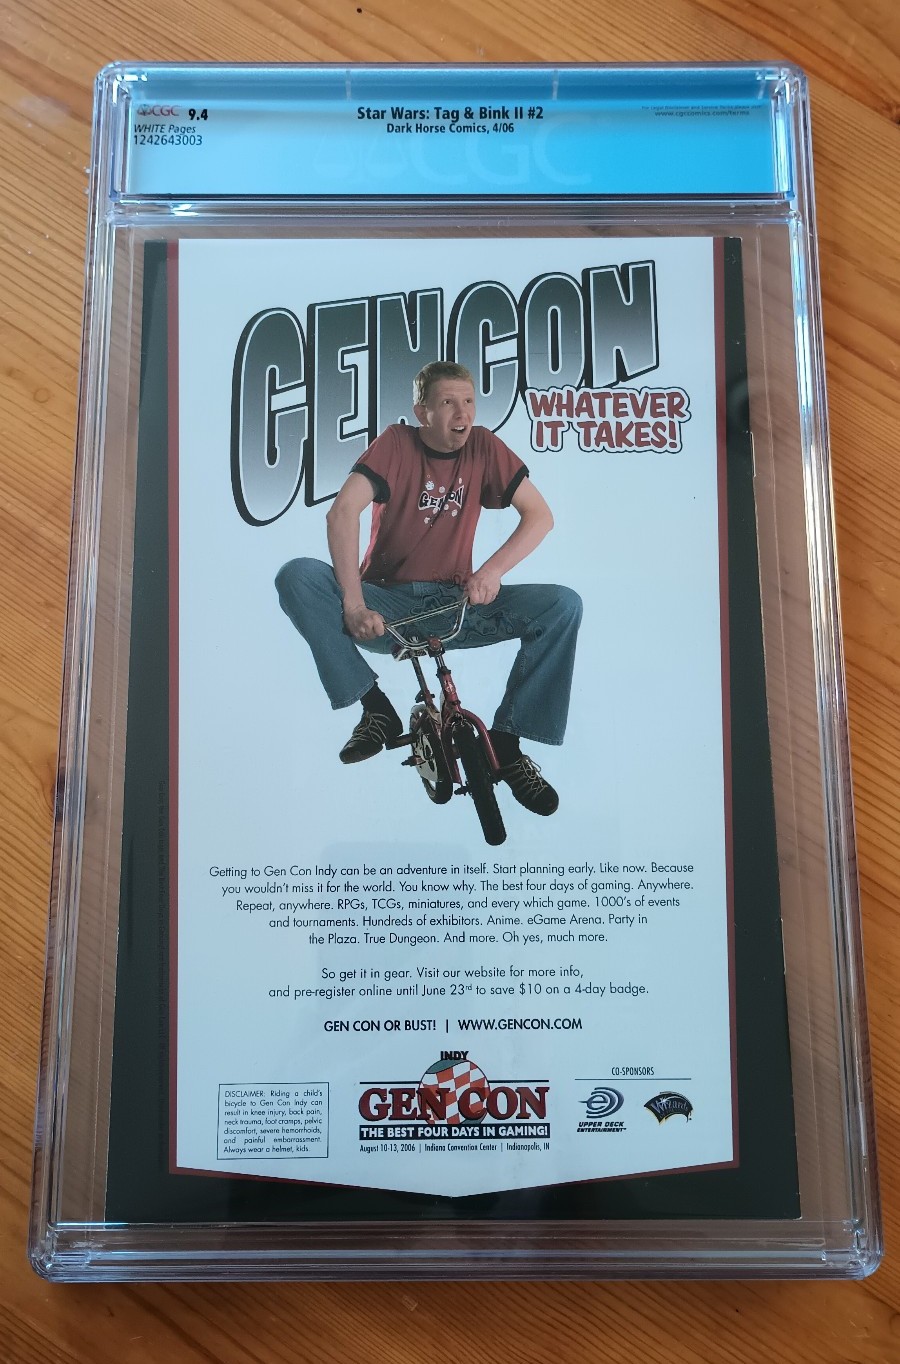 CGC 9.4
WHITE Pages
1242643003
Star Wars: Tag & Bink II #2
Dark Horse Comics, 4/06
www.cgccomics.com/terms
CGC
GENCON
WHATEVER
IT TAKES!
GENCON
Getting to Gen Con Indy can be an adventure in itself. Start planning early. Like now. Because
you wouldn't miss it for the world. You know why. The best four days of gaming. Anywhere.
Repeat, anywhere. RPGs, TCGs, miniatures, and every which game. 1000's of events
and tournaments. Hundreds of exhibitors. Anime. eGame Arena. Party in
the Plaza. True Dungeon. And more. Oh yes, much more.
So get it in gear. Visit our website for more info,
and pre-register online until June 23rd to save $10 on a 4-day badge.
GEN CON OR BUST! | WWW.GENCON.COM
DISCLAIMER: Riding a child's
bicycle to Gen Con Indy can
result in knee injury, back pain,
neck trauma, foot cramps, pelvic
discomfort, severe hemorrhoids,
and painful embarrassment.
Always wear a helmet, kids.
INDY
GEN CON
THE BEST FOUR DAYS IN GAMING!
August 10-13, 2006 | Indiana Convention Center | Indianapolis, IN
CO-SPONSORS
UPPER DECK
ENTERTAINMENT
Wizard